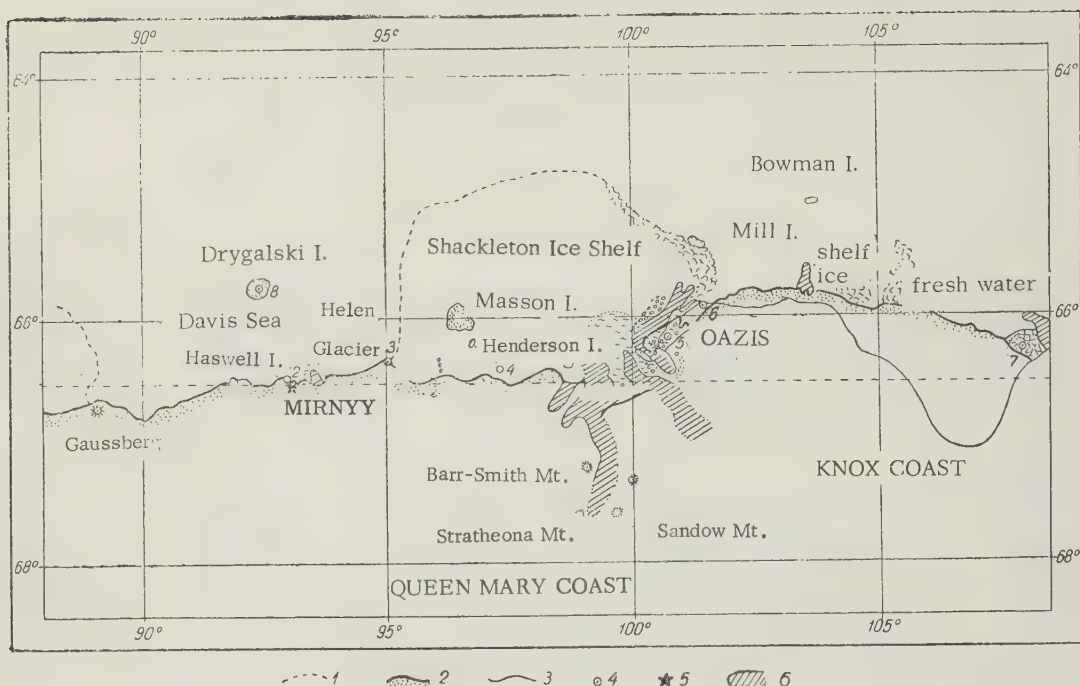 90° 95° 100° 105°
64° 64°
Bowman I.
Mill I.
Drygalski I. Shackleton Ice Shelf shelf
ice
8 fresh water
Helen Masson I.
66° 66°
Davis Sea 6
OAZIS
Glacier 3 Henderson I. 5
Haswell I. 4 7
2
MIRNYY
Gaussberg
KNOX COAST
Barr-Smith Mt.
Stratheona Mt. Sandow Mt.
68° 68°
QUEEN MARY COAST
90° 95° 100° 105°
1 2 3 4 5 6